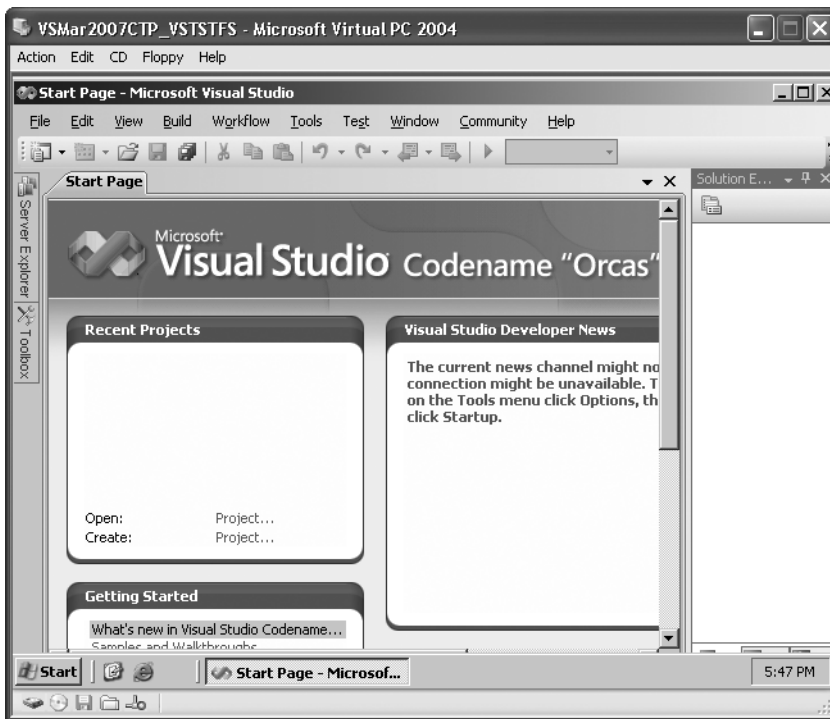 VSMar2007CTP_VSTSTFS - Microsoft Virtual PC 2004
Action Edit CD Floppy Help
Start Page - Microsoft Visual Studio
File Edit View Build Workflow Tools Test Window Community Help
Start Page
Solution E...
Server Explorer
Toolbox
Microsoft
Visual Studio Codename "Orcas"
Recent Projects
Open: Project...
Create: Project...
Visual Studio Developer News
The current news channel might no
connection might be unavailable. T
on the Tools menu click Options, th
click Startup.
Getting Started
What's new in Visual Studio Codename...
Samples and Walkthroughs
Start
Start Page - Microsof...
5:47 PM